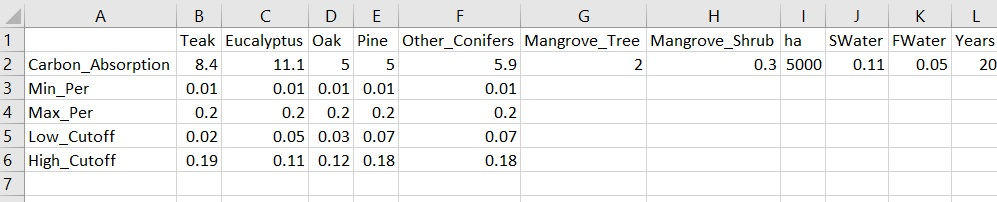 A B C D E F G H I J K L
1 Teak Eucalyptus Oak Pine Other_Conifers Mangrove_Tree Mangrove_Shrub ha SWater FWater Years
2 Carbon_Absorption 8.4 11.1 5 5 5.9 2 0.3 5000 0.11 0.05 20
3 Min_Per 0.01 0.01 0.01 0.01 0.01
4 Max_Per 0.2 0.2 0.2 0.2 0.2
5 Low_Cutoff 0.02 0.05 0.03 0.07 0.07
6 High_Cutoff 0.19 0.11 0.12 0.18 0.18
7